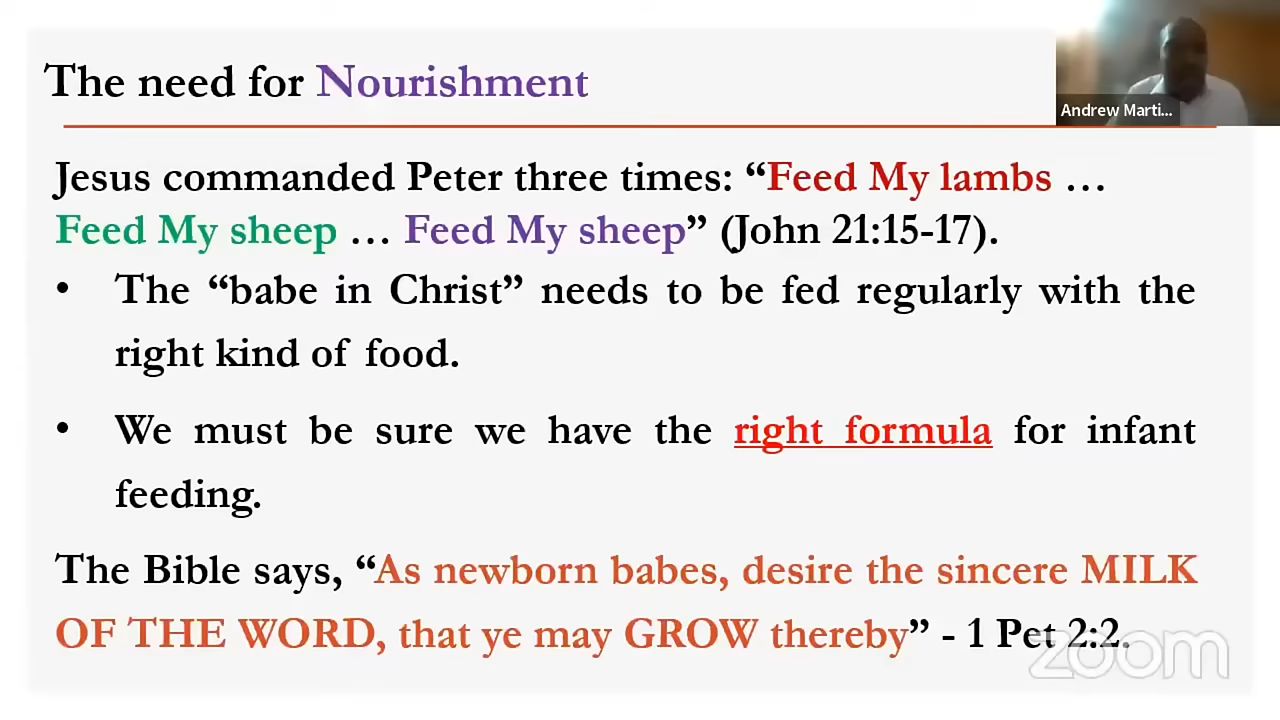 The need for Nourishment
Andrew Marti...
Jesus commanded Peter three times: “Feed My lambs …
Feed My sheep … Feed My sheep” (John 21:15-17).
• The “babe in Christ” needs to be fed regularly with the
right kind of food.
• We must be sure we have the right formula for infant
feeding.
The Bible says, “As newborn babes, desire the sincere MILK
OF THE WORD, that ye may GROW thereby” - 1 Pet 2:2.
zoom